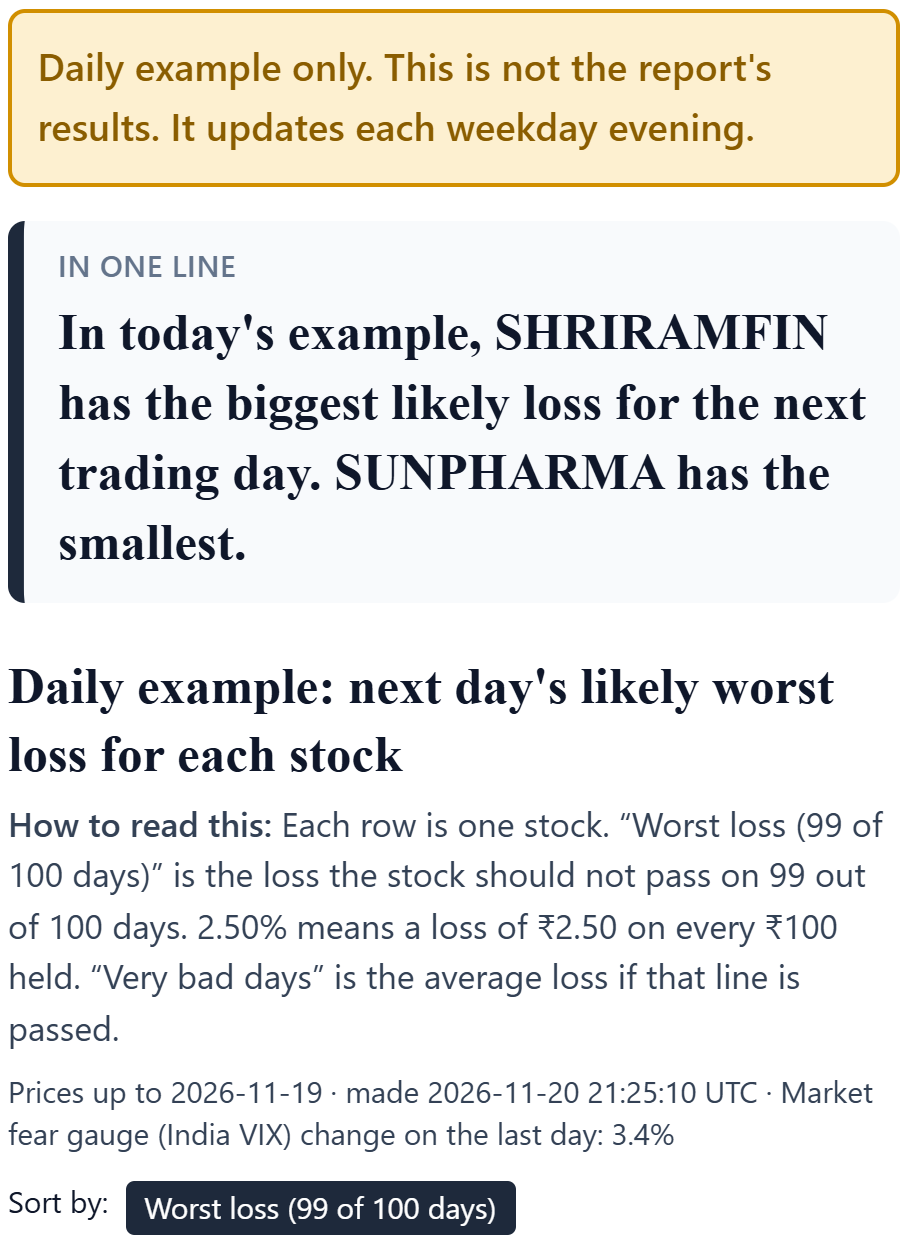 Daily example only. This is not the report's
results. It updates each weekday evening.
IN ONE LINE
In today's example, SHRIRAMFIN
has the biggest likely loss for the next
trading day. SUNPHARMA has the
smallest.
Daily example: next day's likely worst
loss for each stock
How to read this: Each row is one stock. “Worst loss (99 of
100 days)” is the loss the stock should not pass on 99 out
of 100 days. 2.50% means a loss of ₹2.50 on every ₹100
held. “Very bad days” is the average loss if that line is
passed.
Prices up to 2026-11-19 · made 2026-11-20 21:25:10 UTC · Market
fear gauge (India VIX) change on the last day: 3.4%
Sort by: Worst loss (99 of 100 days)